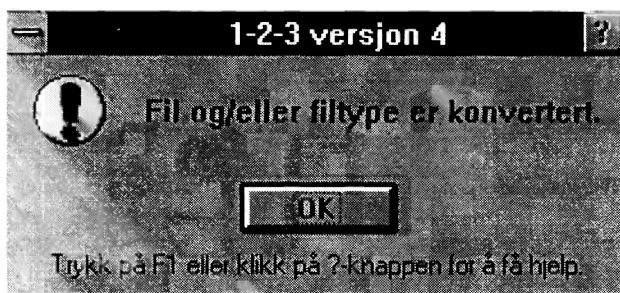 1-2-3 versjon 4 ?
Fil og/eller filtype er konvertert.
OK
Trykk på F1 eller klikk på ?-knappen for å få hjelp.